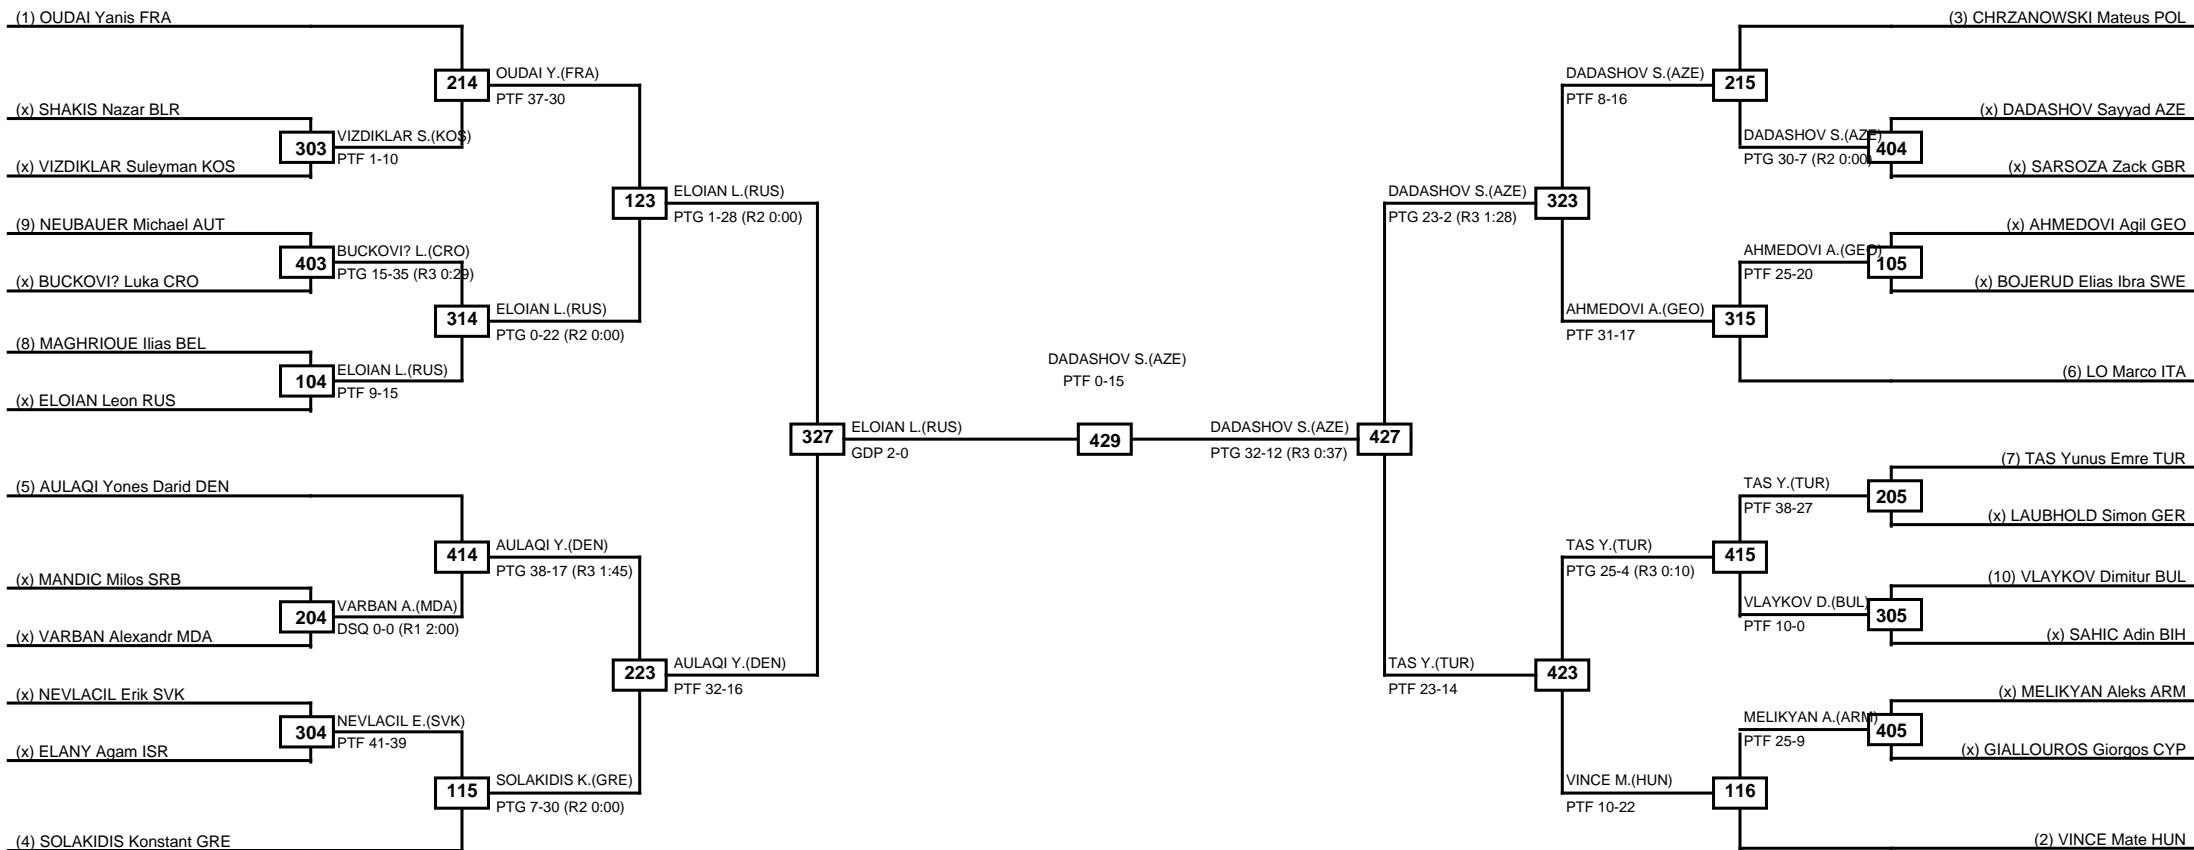 (1) OUDAI Yanis FRA
(x) SHAKIS Nazar BLR
(x) VIZDIKLAR Suleyman KOS
(9) NEUBAUER Michael AUT
(x) BUCKOVI? Luka CRO
(8) MAGHRIOUE Ilias BEL
(x) ELOIAN Leon RUS
(5) AULAQI Yones Darid DEN
(x) MANDIC Milos SRB
(x) VARBAN Alexandr MDA
(x) NEVLACIL Erik SVK
(x) ELANY Agam ISR
(4) SOLAKIDIS Konstant GRE
303
VIZDIKLAR S.(KOS)
PTF 1-10
403
BUCKOVI? L.(CRO)
PTG 15-35 (R3 0:29)
104
ELOIAN L.(RUS)
PTF 9-15
204
VARBAN A.(MDA)
DSQ 0-0 (R1 2:00)
304
NEVLACIL E.(SVK)
PTF 41-39
214
OUDAI Y.(FRA)
PTF 37-30
314
ELOIAN L.(RUS)
PTG 0-22 (R2 0:00)
414
AULAQI Y.(DEN)
PTG 38-17 (R3 1:45)
115
SOLAKIDIS K.(GRE)
PTG 7-30 (R2 0:00)
123
ELOIAN L.(RUS)
PTG 1-28 (R2 0:00)
223
AULAQI Y.(DEN)
PTF 32-16
327
ELOIAN L.(RUS)
GDP 2-0
DADASHOV S.(AZE)
PTF 0-15
429
DADASHOV S.(AZE)
PTG 32-12 (R3 0:37)
427
DADASHOV S.(AZE)
PTG 23-2 (R3 1:28)
323
TAS Y.(TUR)
PTF 23-14
423
DADASHOV S.(AZE)
PTF 8-16
215
AHMEDOVI A.(GEO)
PTF 31-17
315
TAS Y.(TUR)
PTG 25-4 (R3 0:10)
415
VINCE M.(HUN)
PTF 10-22
116
DADASHOV S.(AZE)
PTG 30-7 (R2 0:00)
404
AHMEDOVI A.(GEO)
PTF 25-20
105
TAS Y.(TUR)
PTF 38-27
205
VLAYKOV D.(BUL)
PTF 10-0
305
MELIKYAN A.(ARM)
PTF 25-9
405
(3) CHRZANOWSKI Mateus POL
(x) DADASHOV Sayyad AZE
(x) SARSOZA Zack GBR
(x) AHMEDOVI Agil GEO
(x) BOJERUD Elias Ibra SWE
(6) LO Marco ITA
(7) TAS Yunus Emre TUR
(x) LAUBHOLD Simon GER
(10) VLAYKOV Dimitur BUL
(x) SAHIC Adin BIH
(x) MELIKYAN Aleks ARM
(x) GIALLOUROS Giorgos CYP
(2) VINCE Mate HUN